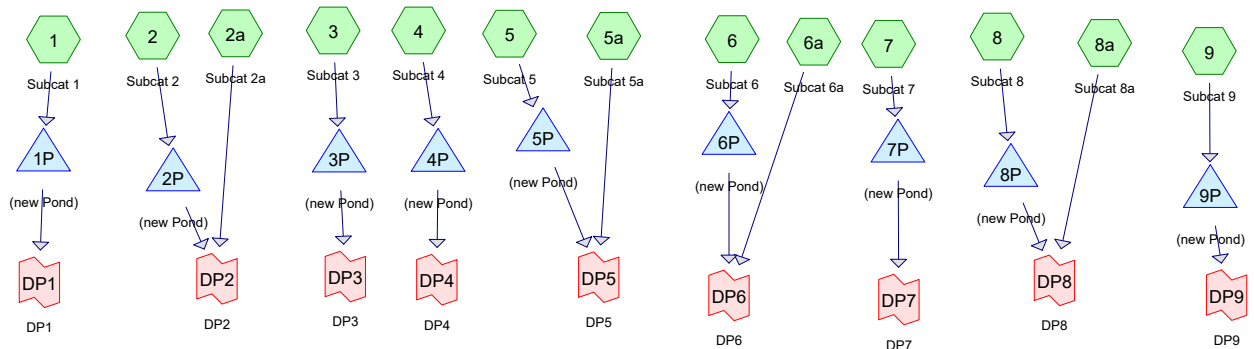 1
2
2a
3
4
5
5a
6
6a
7
8
8a
9
Subcat 1
Subcat 2
Subcat 2a
Subcat 3
Subcat 4
Subcat 5
Subcat 5a
Subcat 6
Subcat 6a
Subcat 7
Subcat 8
Subcat 8a
Subcat 9
1P
2P
3P
4P
5P
6P
7P
8P
9P
(new Pond)
(new Pond)
(new Pond)
(new Pond)
(new Pond)
(new Pond)
(new Pond)
(new Pond)
(new Pond)
DP1
DP2
DP3
DP4
DP5
DP6
DP7
DP8
DP9
DP1
DP2
DP3
DP4
DP5
DP6
DP7
DP8
DP9